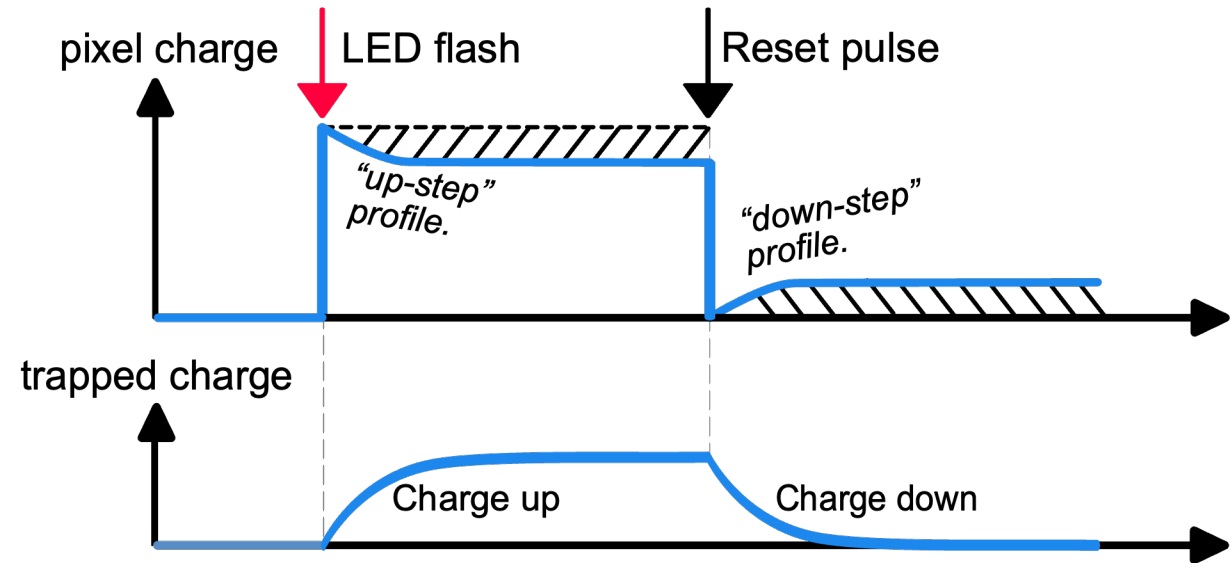 pixel charge
LED flash
Reset pulse
“up-step”
profile.
“down-step”
profile.
trapped charge
Charge up
Charge down